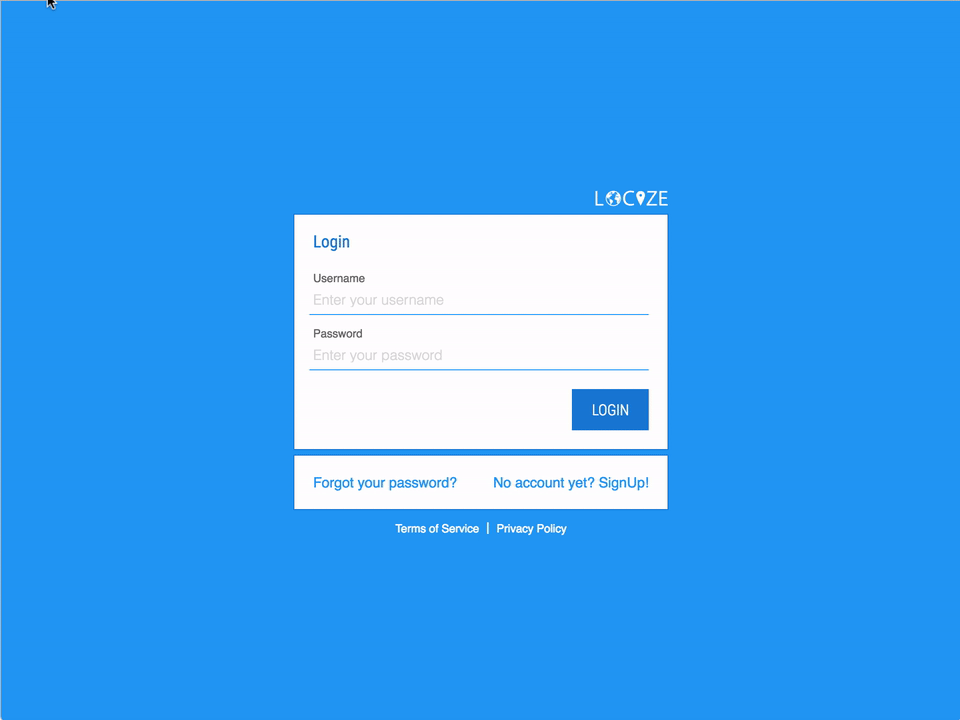 LOCIZE
Login
Username
Enter your username
Password
Enter your password
LOGIN
Forgot your password? No account yet? SignUp!
Terms of Service | Privacy Policy